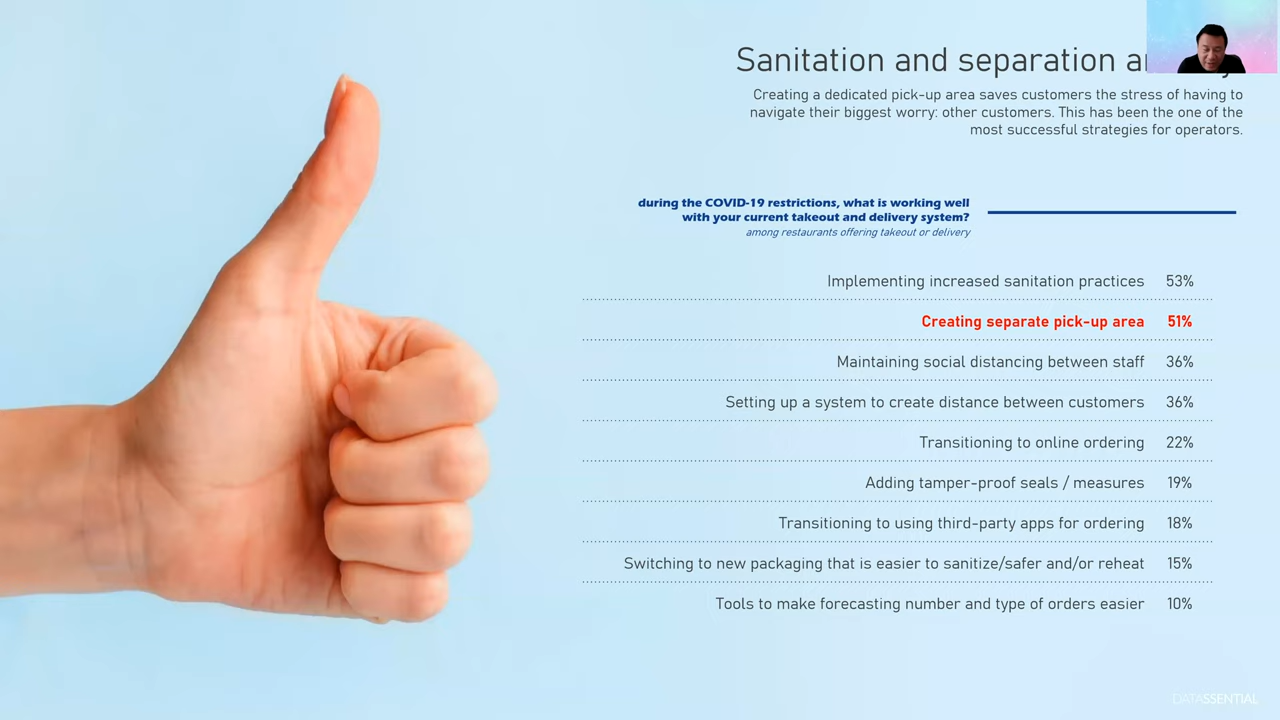 Sanitation and separation
Creating a dedicated pick-up area saves customers the stress of having to
navigate their biggest worry: other customers. This has been the one of the
most successful strategies for operators.
during the COVID-19 restrictions, what is working well
with your current takeout and delivery system?
among restaurants offering takeout or delivery
Implementing increased sanitation practices 53%
Creating separate pick-up area 51%
Maintaining social distancing between staff 36%
Setting up a system to create distance between customers 36%
Transitioning to online ordering 22%
Adding tamper-proof seals / measures 19%
Transitioning to using third-party apps for ordering 18%
Switching to new packaging that is easier to sanitize/safer and/or reheat 15%
Tools to make forecasting number and type of orders easier 10%
DATASSENTIAL